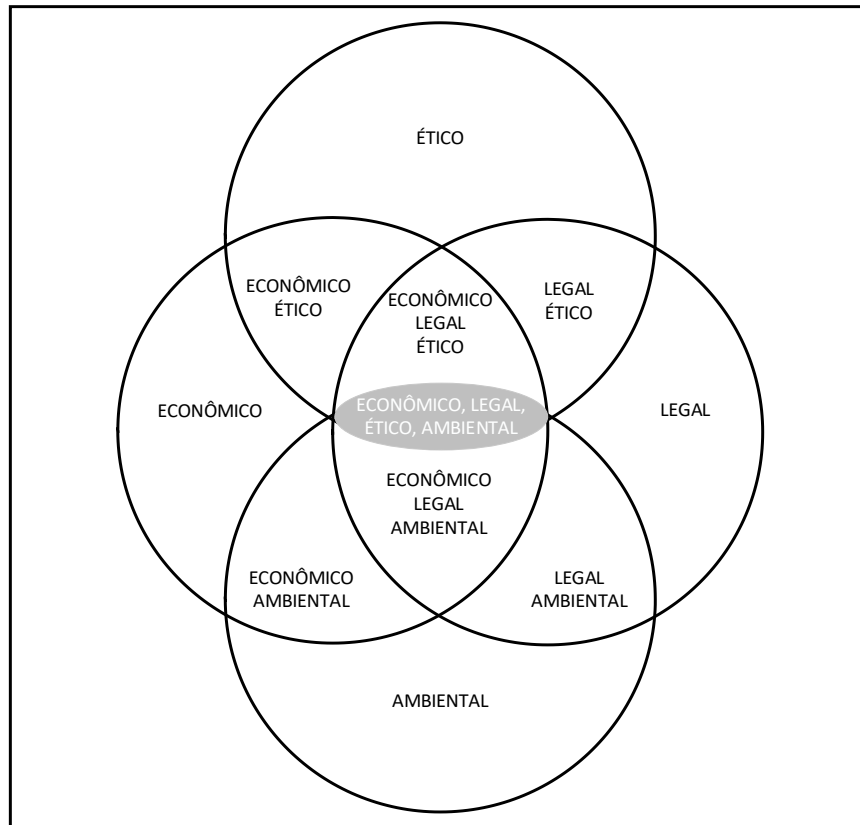 ÉTICO
ECONÔMICO
ÉTICO
ECONÔMICO
LEGAL
ÉTICO
LEGAL
ÉTICO
ECONÔMICO
ECONÔMICO, LEGAL,
ÉTICO, AMBIENTAL
LEGAL
ECONÔMICO
LEGAL
AMBIENTAL
ECONÔMICO
AMBIENTAL
LEGAL
AMBIENTAL
AMBIENTAL